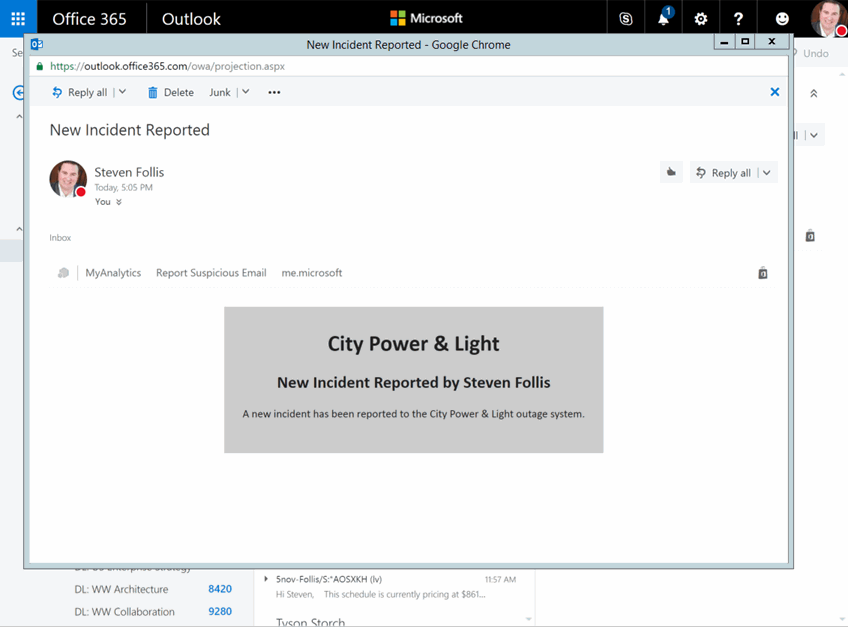 Office 365 Outlook Microsoft 1
New Incident Reported - Google Chrome
https://outlook.office365.com/owa/projection.aspx
Undo
Reply all Delete Junk
New Incident Reported
Steven Follis
Today, 5:05 PM
You
Reply all
Inbox
MyAnalytics Report Suspicious Email me.microsoft
City Power & Light
New Incident Reported by Steven Follis
A new incident has been reported to the City Power & Light outage system.
DL: WW Architecture 8420
DL: WW Collaboration 9280
5nov-Follis/S:*AOSXKH (lv) 11:57 AM
Hi Steven, This schedule is currently pricing at $861...
Tyson Storch